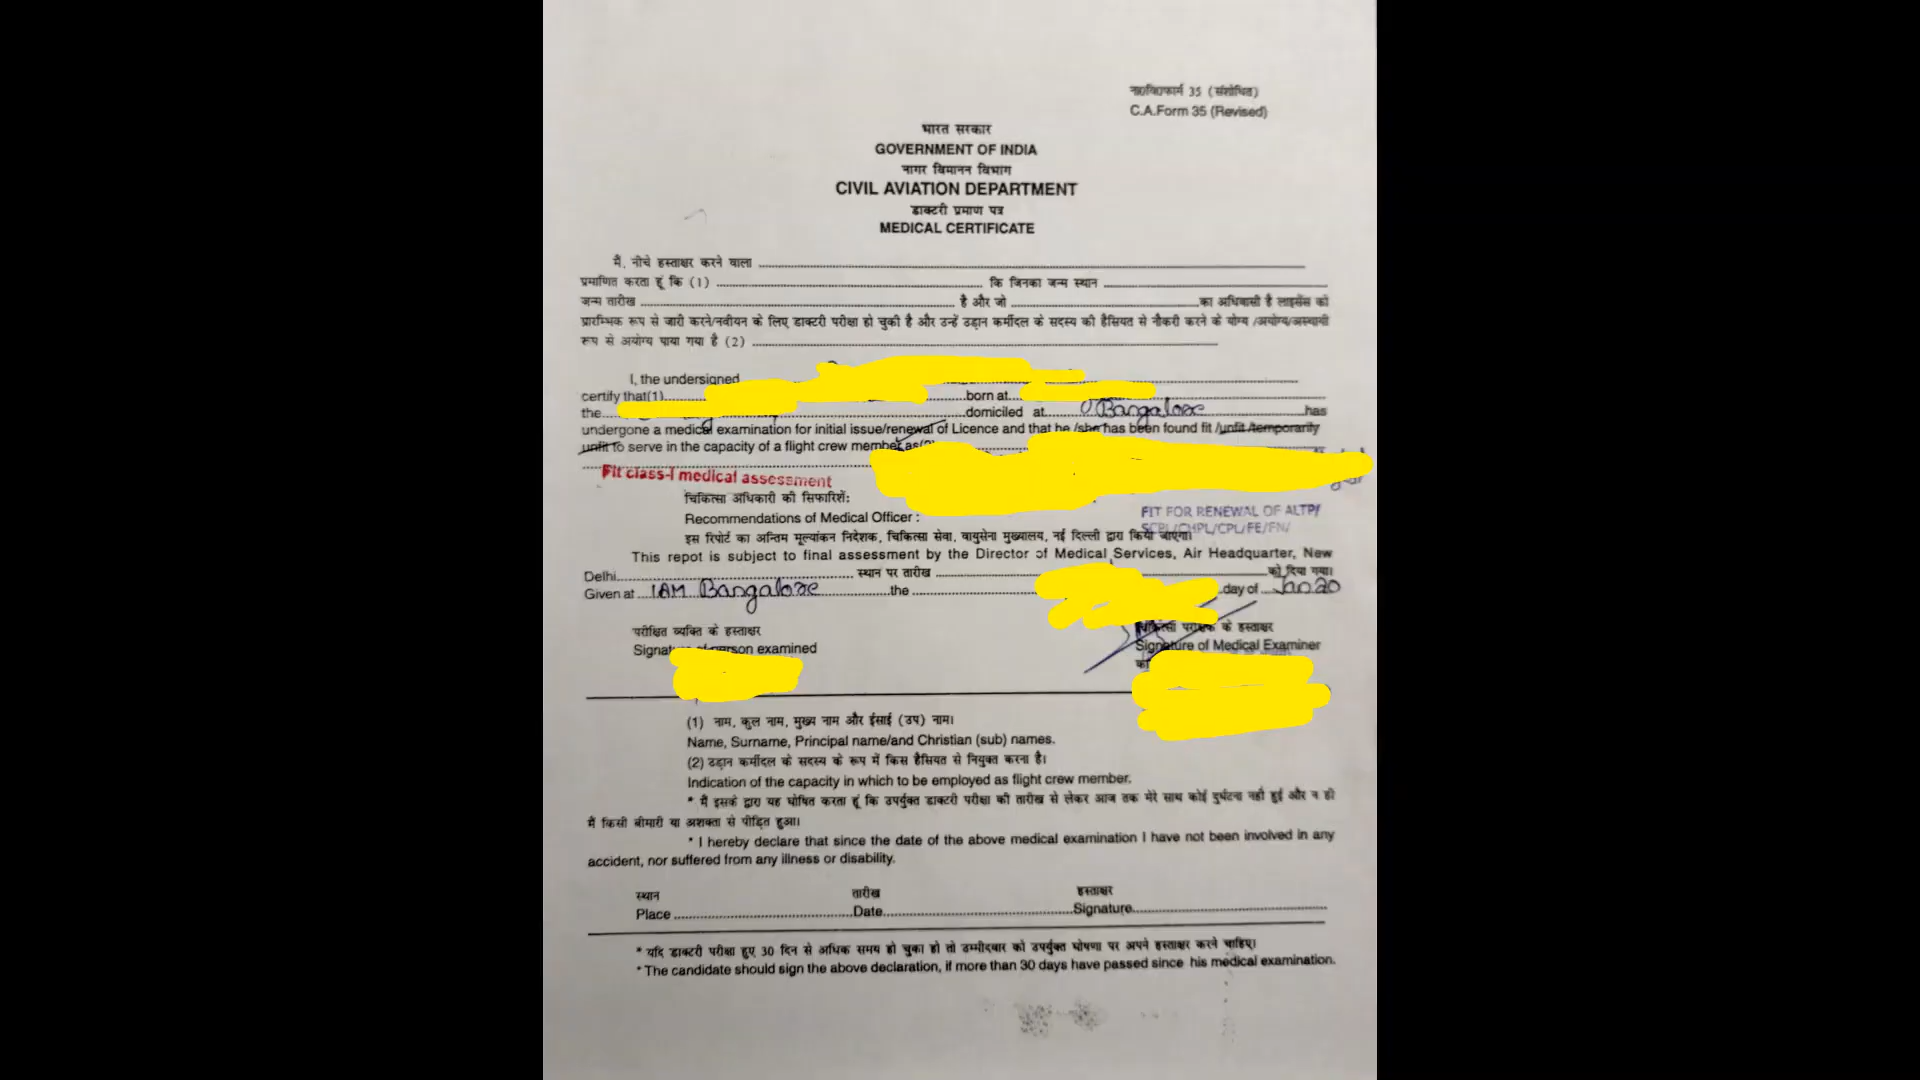 ना०वि०फार्म 35 (संशोधित)
C.A.Form 35 (Revised)
भारत सरकार
GOVERNMENT OF INDIA
नागर विमानन विभाग
CIVIL AVIATION DEPARTMENT
डाक्टरी प्रमाण पत्र
MEDICAL CERTIFICATE
मैं, नीचे हस्ताक्षर करने वाला
प्रमाणित करता हूं कि (1) कि जिनका जन्म स्थान
जन्म तारीख है और जो का अधिवासी है लाइसेंस को
प्रारम्भिक रूप से जारी करने/नवीयन के लिए डाक्टरी परीक्षा हो चुकी है और उन्हें उड़ान कर्मीदल के सदस्य की हैसियत से नौकरी करने के योग्य /अयोग्य/अस्थायी
रूप से अयोग्य पाया गया है (2)
I, the undersigned
certify that(1) born at
the domiciled at Bangalore has
undergone a medical examination for initial issue/renewal of Licence and that he /she has been found fit /unfit /temporarily
unfit to serve in the capacity of a flight crew member as
Fit class-I medical assessment
चिकित्सा अधिकारी की सिफारिशें:
Recommendations of Medical Officer :
FIT FOR RENEWAL OF ALTP/
SCPL/CHPL/CPL/FE/FN/
इस रिपोर्ट का अन्तिम मूल्यांकन निदेशक, चिकित्सा सेवा, वायुसेना मुख्यालय, नई दिल्ली द्वारा किया जाएगा।
This repot is subject to final assessment by the Director of Medical Services, Air Headquarter, New
Delhi स्थान पर तारीख को दिया गया।
Given at IAM Bangalore the day of Jan 20
परीक्षित व्यक्ति के हस्ताक्षर
person examined
चिकित्सा परीक्षक के हस्ताक्षर
Signature of Medical Examiner
(1) नाम, कुल नाम, मुख्य नाम और ईसाई (उप) नाम।
Name, Surname, Principal name/and Christian (sub) names.
(2) उड़ान कर्मीदल के सदस्य के रूप में किस हैसियत से नियुक्त करना है।
Indication of the capacity in which to be employed as flight crew member.
* मैं इसके द्वारा यह घोषित करता हूं कि उपर्युक्त डाक्टरी परीक्षा की तारीख से लेकर आज तक मेरे साथ कोई दुर्घटना नहीं हुई और न ही
मैं किसी बीमारी या अशक्ता से पीड़ित हुआ।
* I hereby declare that since the date of the above medical examination I have not been involved in any
accident, nor suffered from any illness or disability.
स्थान तारीख हस्ताक्षर
Place Date Signature
* यदि डाक्टरी परीक्षा हुए 30 दिन से अधिक समय हो चुका हो तो उम्मीदवार को उपर्युक्त घोषणा पर अपने हस्ताक्षर करने चाहिए।
* The candidate should sign the above declaration, if more than 30 days have passed since his medical examination.